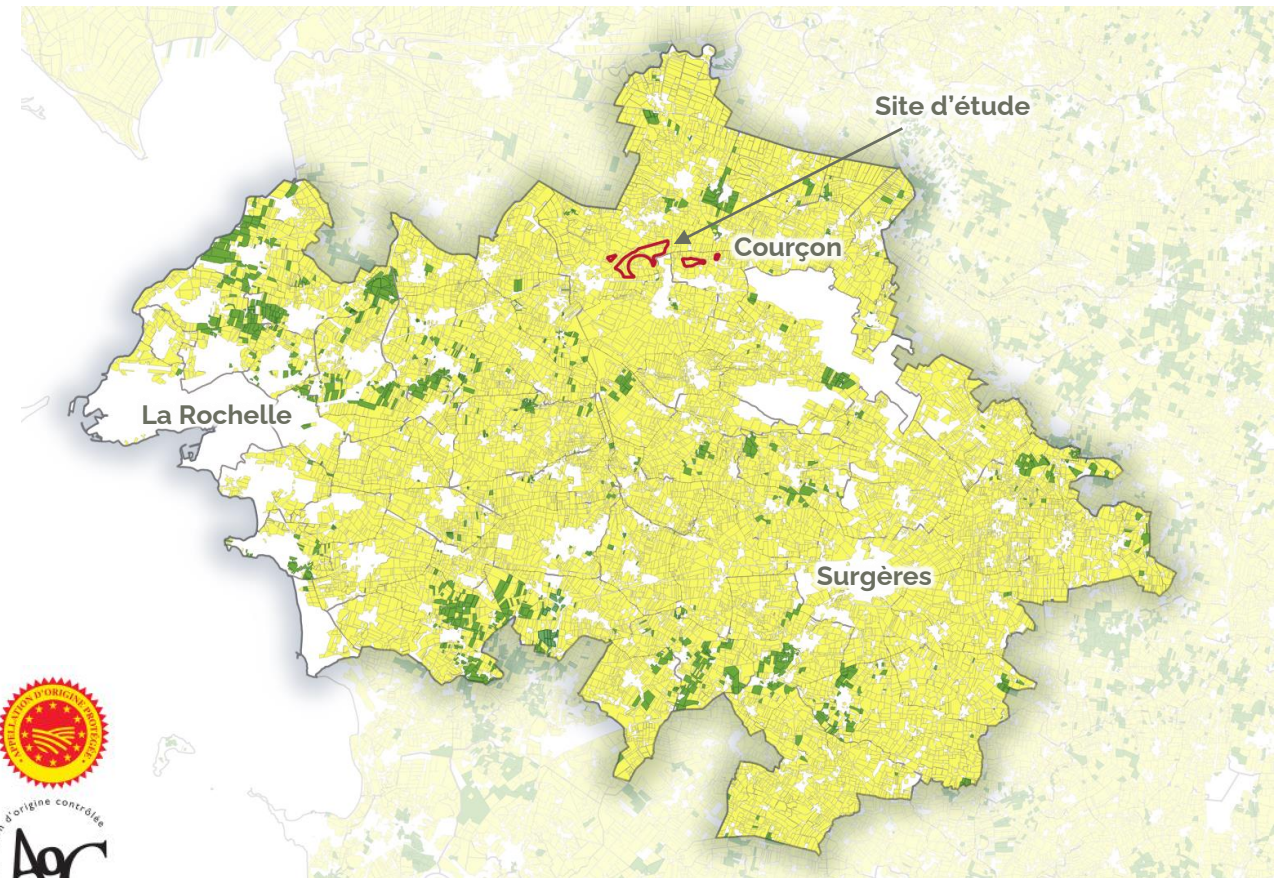 Site d'étude
Courçon
La Rochelle
Surgères
APPELLATION D'ORIGINE PROTÉGÉE
d'origine contrôlée
AOC